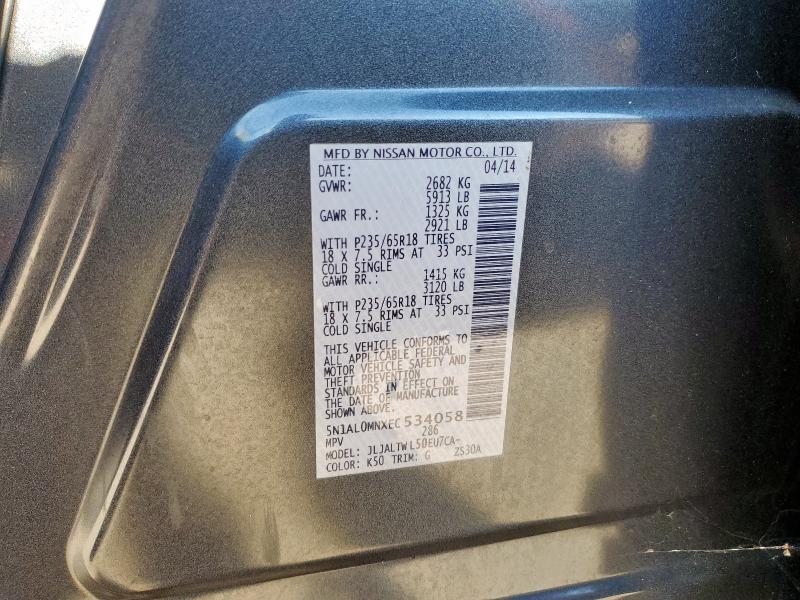 MFD BY NISSAN MOTOR CO., LTD.
DATE: 04/14
GVWR: 2682 KG
5913 LB
GAWR FR.: 1325 KG
2921 LB
WITH P235/65R18 TIRES
18 X 7.5 RIMS AT 33 PSI
COLD SINGLE
GAWR RR.: 1415 KG
3120 LB
WITH P235/65R18 TIRES
18 X 7.5 RIMS AT 33 PSI
COLD SINGLE
THIS VEHICLE CONFORMS TO
ALL APPLICABLE FEDERAL
MOTOR VEHICLE SAFETY AND
THEFT PREVENTION
STANDARDS IN EFFECT ON
THE DATE OF MANUFACTURE
SHOWN ABOVE.
5N1AL0MNXEC534058
MPV 286
MODEL: JLJALTWL50EU7CA-
COLOR: K50 TRIM: G ZS30A